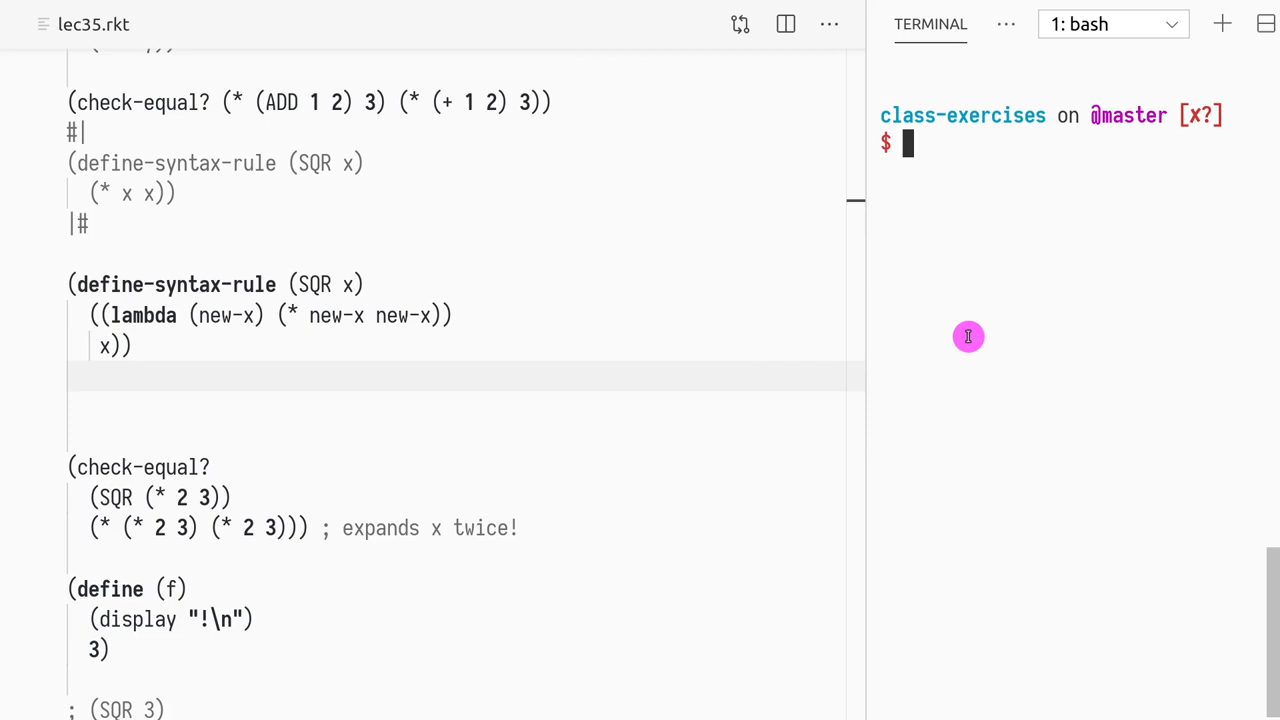 lec35.rkt
(check-equal? (* (ADD 1 2) 3) (* (+ 1 2) 3))
#|
(define-syntax-rule (SQR x)
(* x x))
|#
(define-syntax-rule (SQR x)
((lambda (new-x) (* new-x new-x))
x))
(check-equal?
(SQR (* 2 3))
(* (* 2 3) (* 2 3))) ; expands x twice!
(define (f)
(display "!\n")
3)
; (SQR 3)
TERMINAL
1: bash
class-exercises on @master [x?]
$